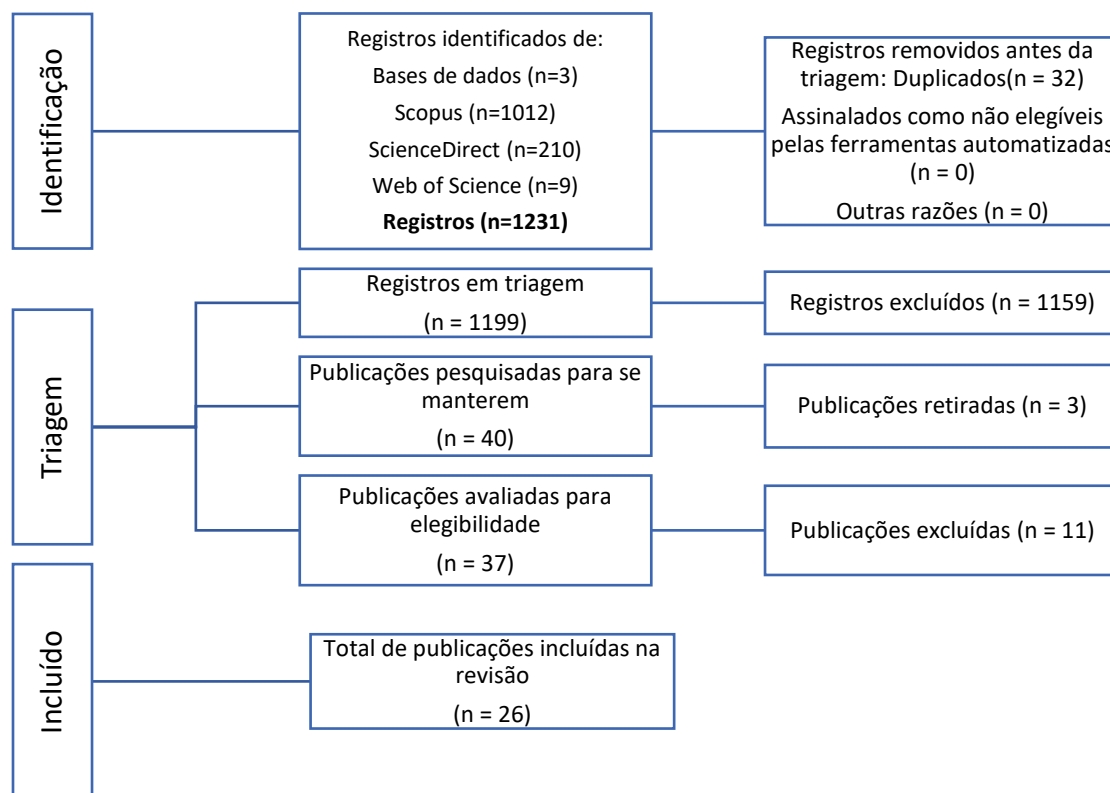 Identificação
Registros identificados de:
Bases de dados (n=3)
Scopus (n=1012)
ScienceDirect (n=210)
Web of Science (n=9)
Registros (n=1231)
Registros removidos antes da
triagem: Duplicados(n = 32)
Assinalados como não elegíveis
pelas ferramentas automatizadas
(n = 0)
Outras razões (n = 0)
Triagem
Registros em triagem
(n = 1199)
Registros excluídos (n = 1159)
Publicações pesquisadas para se
manterem
(n = 40)
Publicações retiradas (n = 3)
Publicações avaliadas para
elegibilidade
(n = 37)
Publicações excluídas (n = 11)
Incluído
Total de publicações incluídas na
revisão
(n = 26)